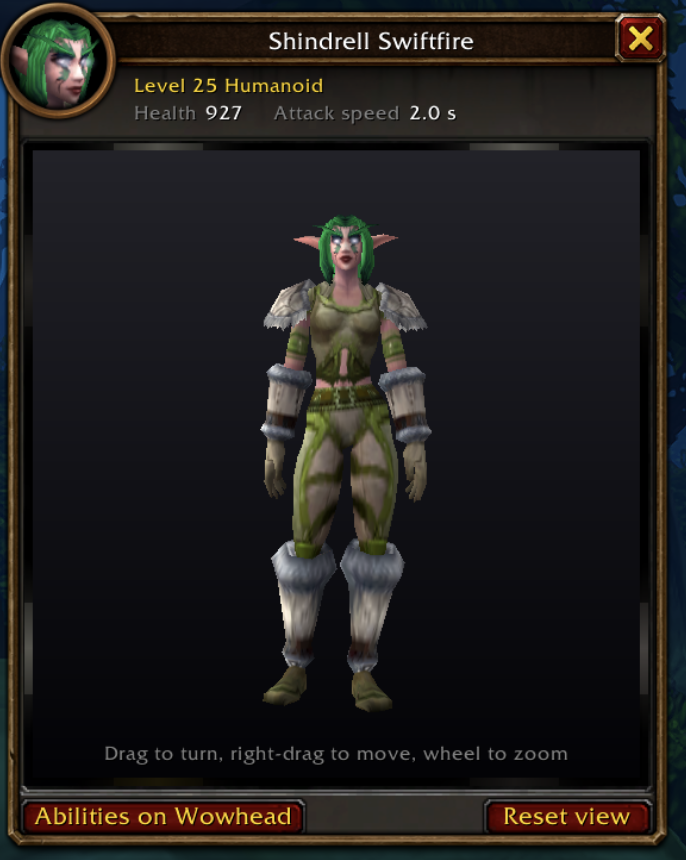 Shindrell Swiftfire
Level 25 Humanoid
Health 927 Attack speed 2.0 s
Drag to turn, right-drag to move, wheel to zoom
Abilities on Wowhead
Reset view